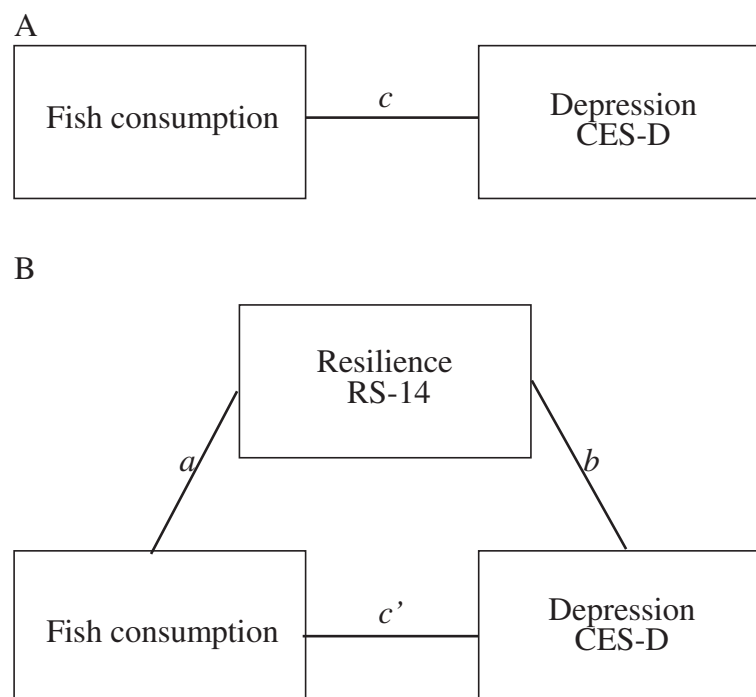 A
Fish consumption
c
Depression
CES-D
B
Resilience
RS-14
a
b
Fish consumption
c’
Depression
CES-D